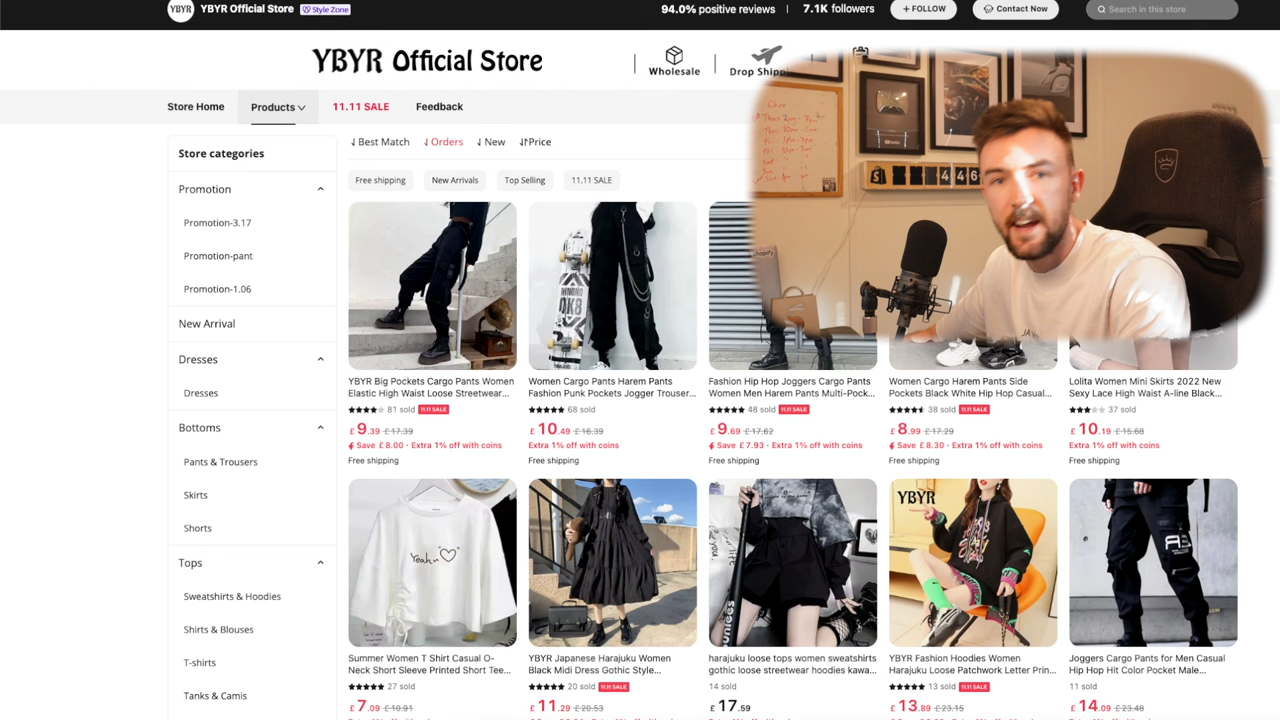 YBYR
YBYR Official Store
Style Zone
94.0% positive reviews
7.1K followers
+ FOLLOW
Contact Now
Search in this store
YBYR Official Store
Wholesale
Store Home
Products
11.11 SALE
Feedback
Store categories
Promotion
Promotion-3.17
Promotion-pant
Promotion-1.06
New Arrival
Dresses
Dresses
Bottoms
Pants & Trousers
Skirts
Shorts
Tops
Sweatshirts & Hoodies
Shirts & Blouses
T-shirts
Tanks & Camis
Best Match
Orders
New
Price
Free shipping
New Arrivals
Top Selling
11.11 SALE
YBYR Big Pockets Cargo Pants Women
Elastic High Waist Loose Streetwear...
81 sold 11.11 SALE
£ 9.39 £ 17.39
Save £ 8.00 · Extra 1% off with coins
Free shipping
Women Cargo Pants Harem Pants
Fashion Punk Pockets Jogger Trouser...
68 sold
£ 10.49 £ 16.39
Extra 1% off with coins
Free shipping
Fashion Hip Hop Joggers Cargo Pants
Women Men Harem Pants Multi-Pock...
48 sold 11.11 SALE
£ 9.69 £ 17.62
Save £ 7.93 · Extra 1% off with coins
Free shipping
Women Cargo Harem Pants Side
Pockets Black White Hip Hop Casual...
38 sold 11.11 SALE
£ 8.99 £ 17.29
Save £ 8.30 · Extra 1% off with coins
Free shipping
Lolita Women Mini Skirts 2022 New
Sexy Lace High Waist A-line Black...
37 sold
£ 10.19 £ 15.68
Extra 1% off with coins
Free shipping
Yeah
Summer Women T Shirt Casual O-
Neck Short Sleeve Printed Short Tee...
27 sold
£ 7.09 £ 10.91
YBYR Japanese Harajuku Women
Black Midi Dress Gothic Style...
20 sold 11.11 SALE
£ 11.29 £ 20.53
harajuku loose tops women sweatshirts
gothic loose streetwear hoodies kawa...
14 sold
£ 17.59
YBYR
YBYR Fashion Hoodies Women
Harajuku Loose Patchwork Letter Prin...
13 sold 11.11 SALE
£ 13.89 £ 23.15
Joggers Cargo Pants for Men Casual
Hip Hop Hit Color Pocket Male...
11 sold
£ 14.09 £ 23.48
shopify